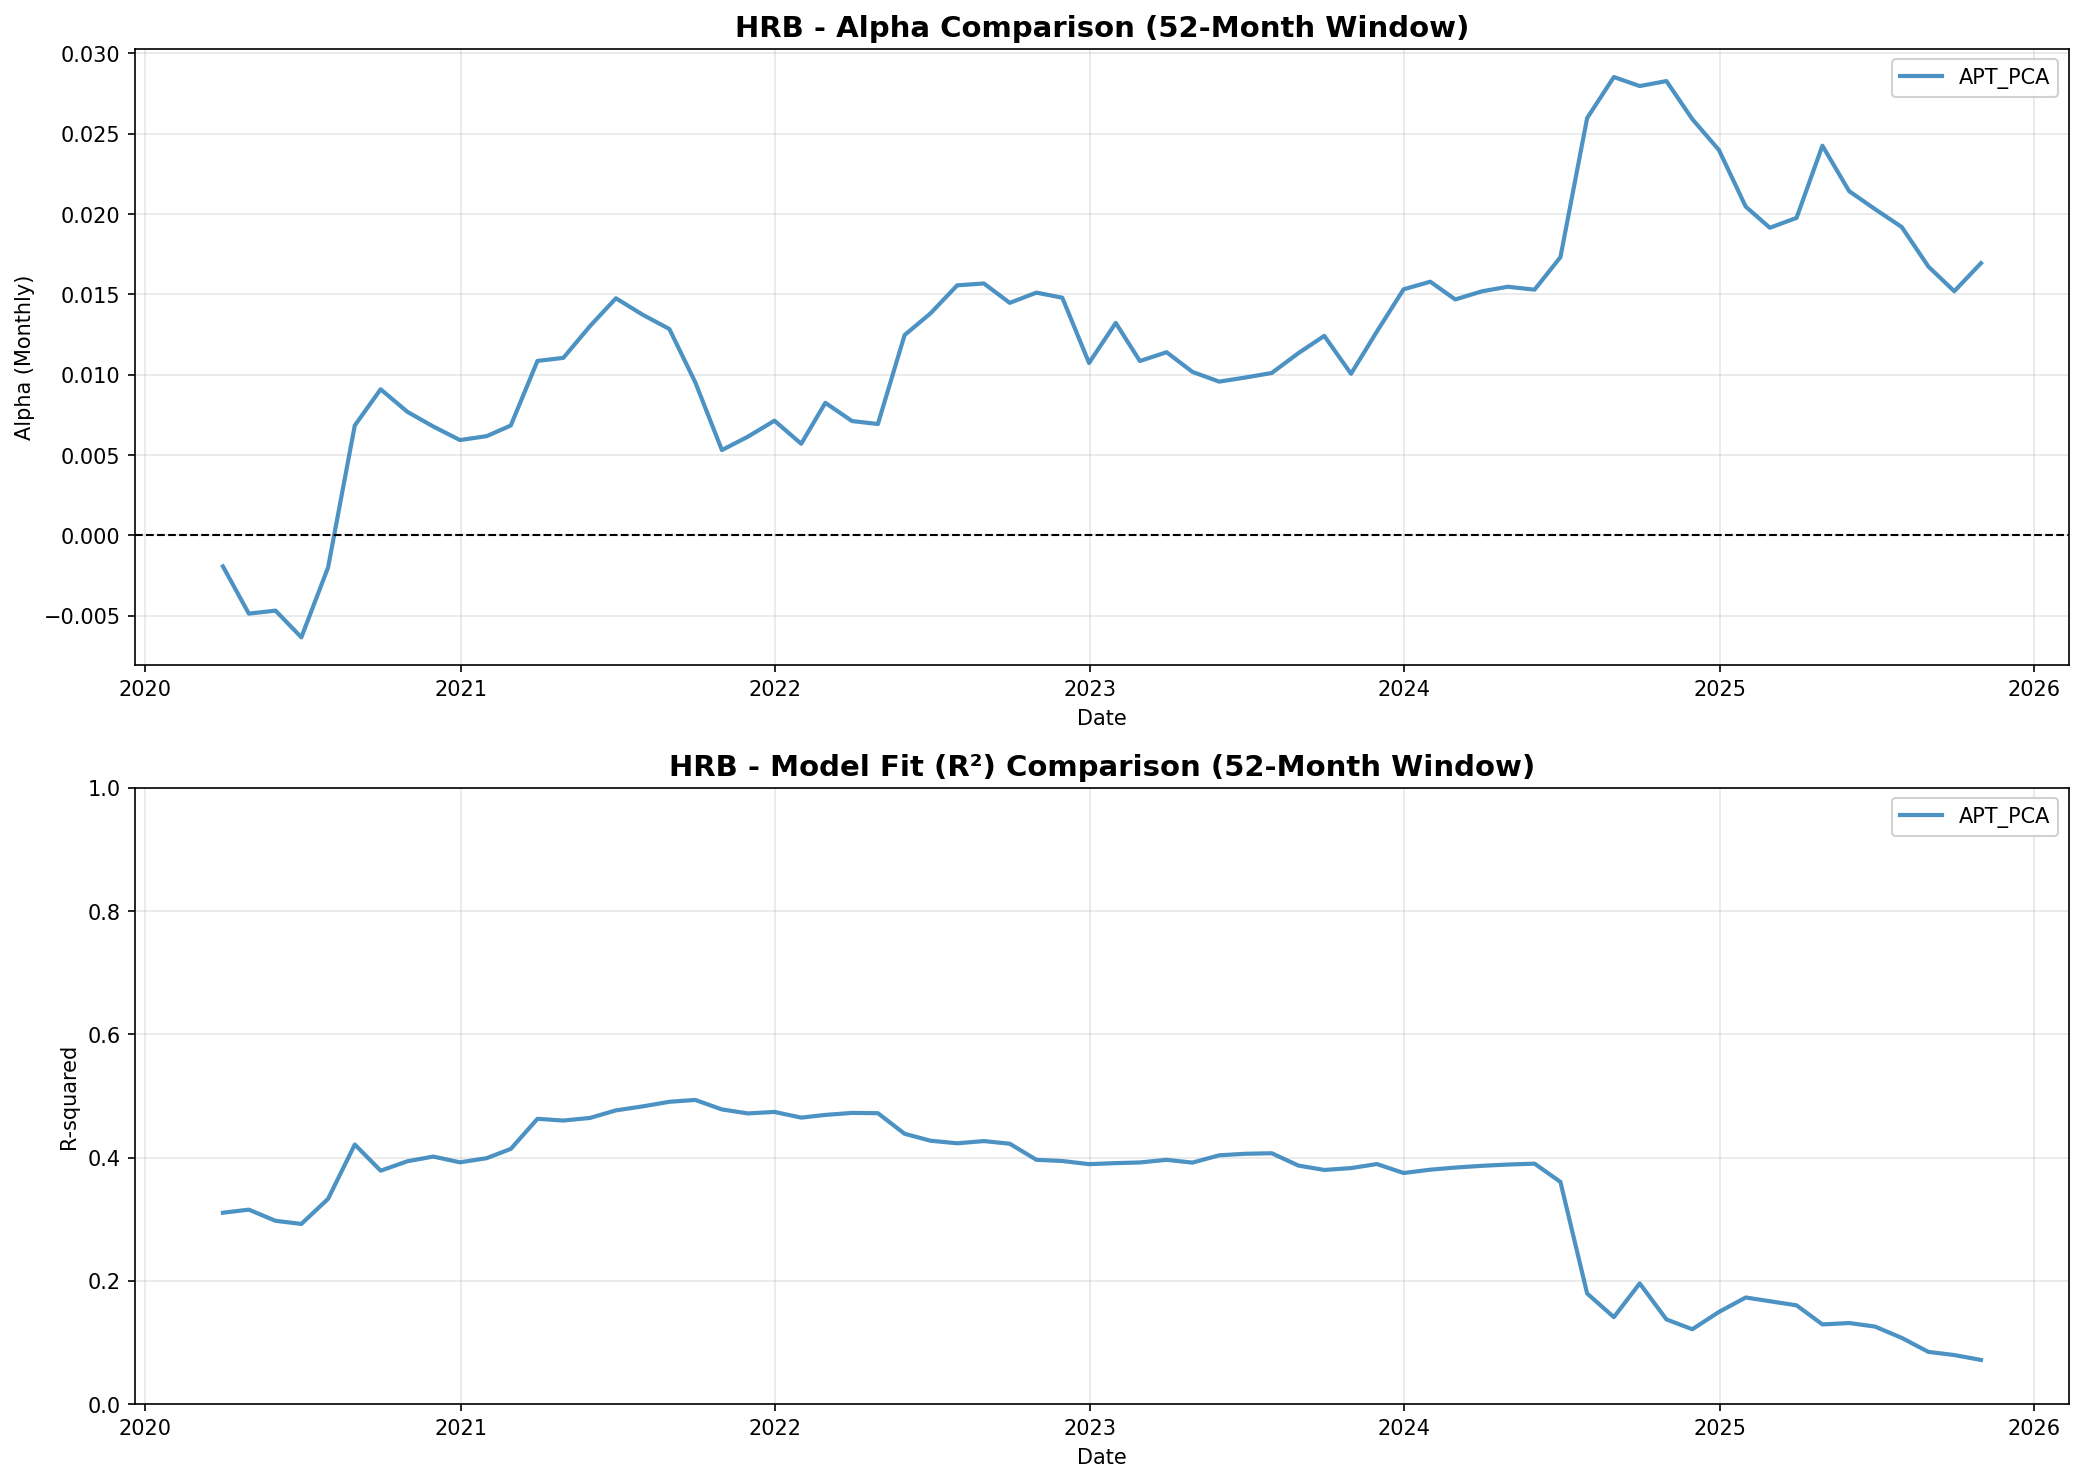 HRB - Alpha Comparison (52-Month Window)
0.030
0.025
0.020
0.015
0.010
0.005
0.000
−0.005
Alpha (Monthly)
APT_PCA
2020 2021 2022 2023 2024 2025 2026
Date
HRB - Model Fit (R²) Comparison (52-Month Window)
1.0
0.8
0.6
0.4
0.2
0.0
R-squared
APT_PCA
2020 2021 2022 2023 2024 2025 2026
Date